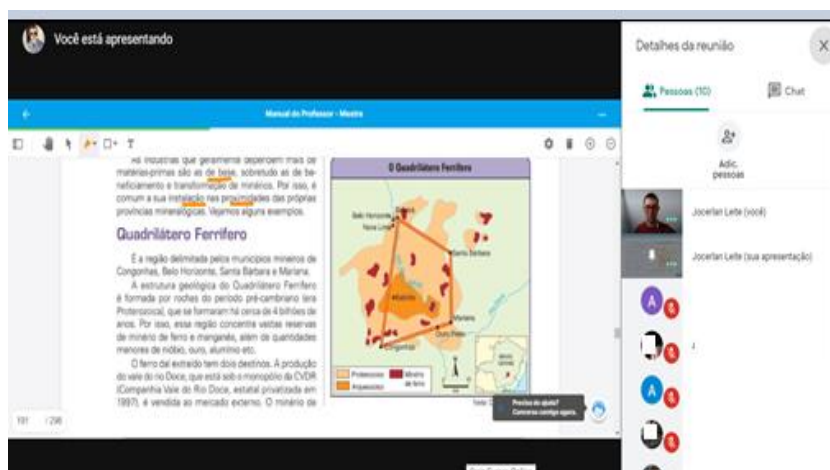 Você está apresentando
Detalhes da reunião
X
Pessoas (10)
Chat
Adic.
pessoas
Jocerlan Leite (você)
Jocerlan Leite (sua apresentação)
A
A
Manual do Professor - Mestre
T
As indústrias que geralmente dependem mais de
matérias-primas são as de base, sobretudo as de be-
neficiamento e transformação de minérios. Por isso, é
comum a sua instalação nas proximidades das próprias
províncias mineralógicas. Vejamos alguns exemplos.
Quadrilátero Ferrífero
É a região delimitada pelos municípios mineiros de
Congonhas, Belo Horizonte, Santa Bárbara e Mariana.
A estrutura geológica do Quadrilátero Ferrífero
é formada por rochas do período pré-cambriano (era
Proterozoica), que se formaram há cerca de 4 bilhões de
anos. Por isso, essa região concentra vastas reservas
de minério de ferro e manganês, além de quantidades
menores de nióbio, ouro, alumínio etc.
O ferro daí extraído tem dois destinos. A produção
do vale do rio Doce, que está sob o monopólio da CVDR
(Companhia Vale do Rio Doce, estatal privatizada em
1997), é vendida ao mercado externo. O minério de
O Quadrilátero Ferrífero
Belo Horizonte
Sabará
Nova Lima
Santa Bárbara
Mariana
Ouro Preto
Congonhas
Proterozoico
Minério
de ferro
Arqueozoico
Precisa de ajuda?
Converse comigo agora.
191 / 298